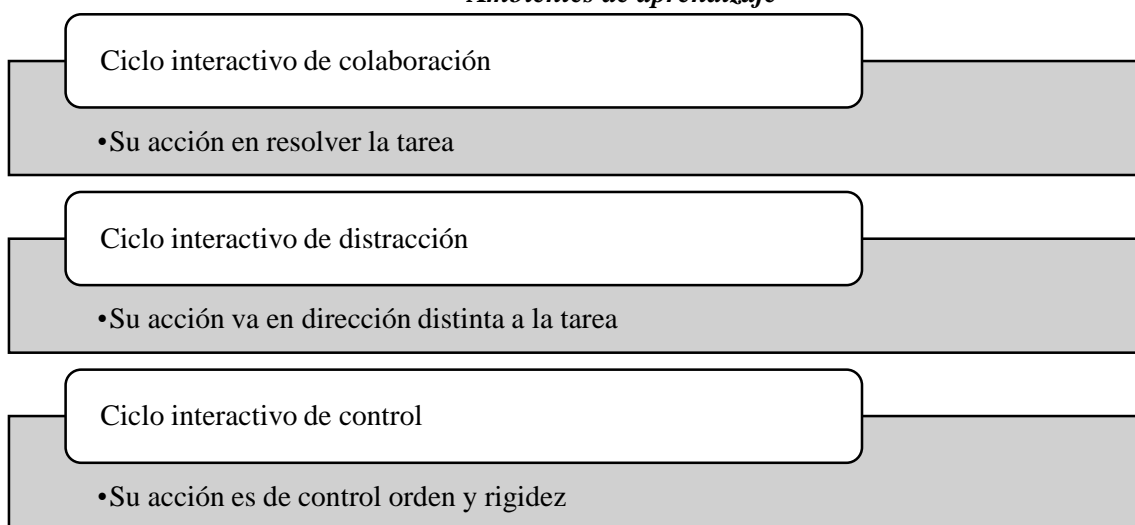 Ambientes de aprendizaje
Ciclo interactivo de colaboración
•Su acción en resolver la tarea
Ciclo interactivo de distracción
•Su acción va en dirección distinta a la tarea
Ciclo interactivo de control
•Su acción es de control orden y rigidez